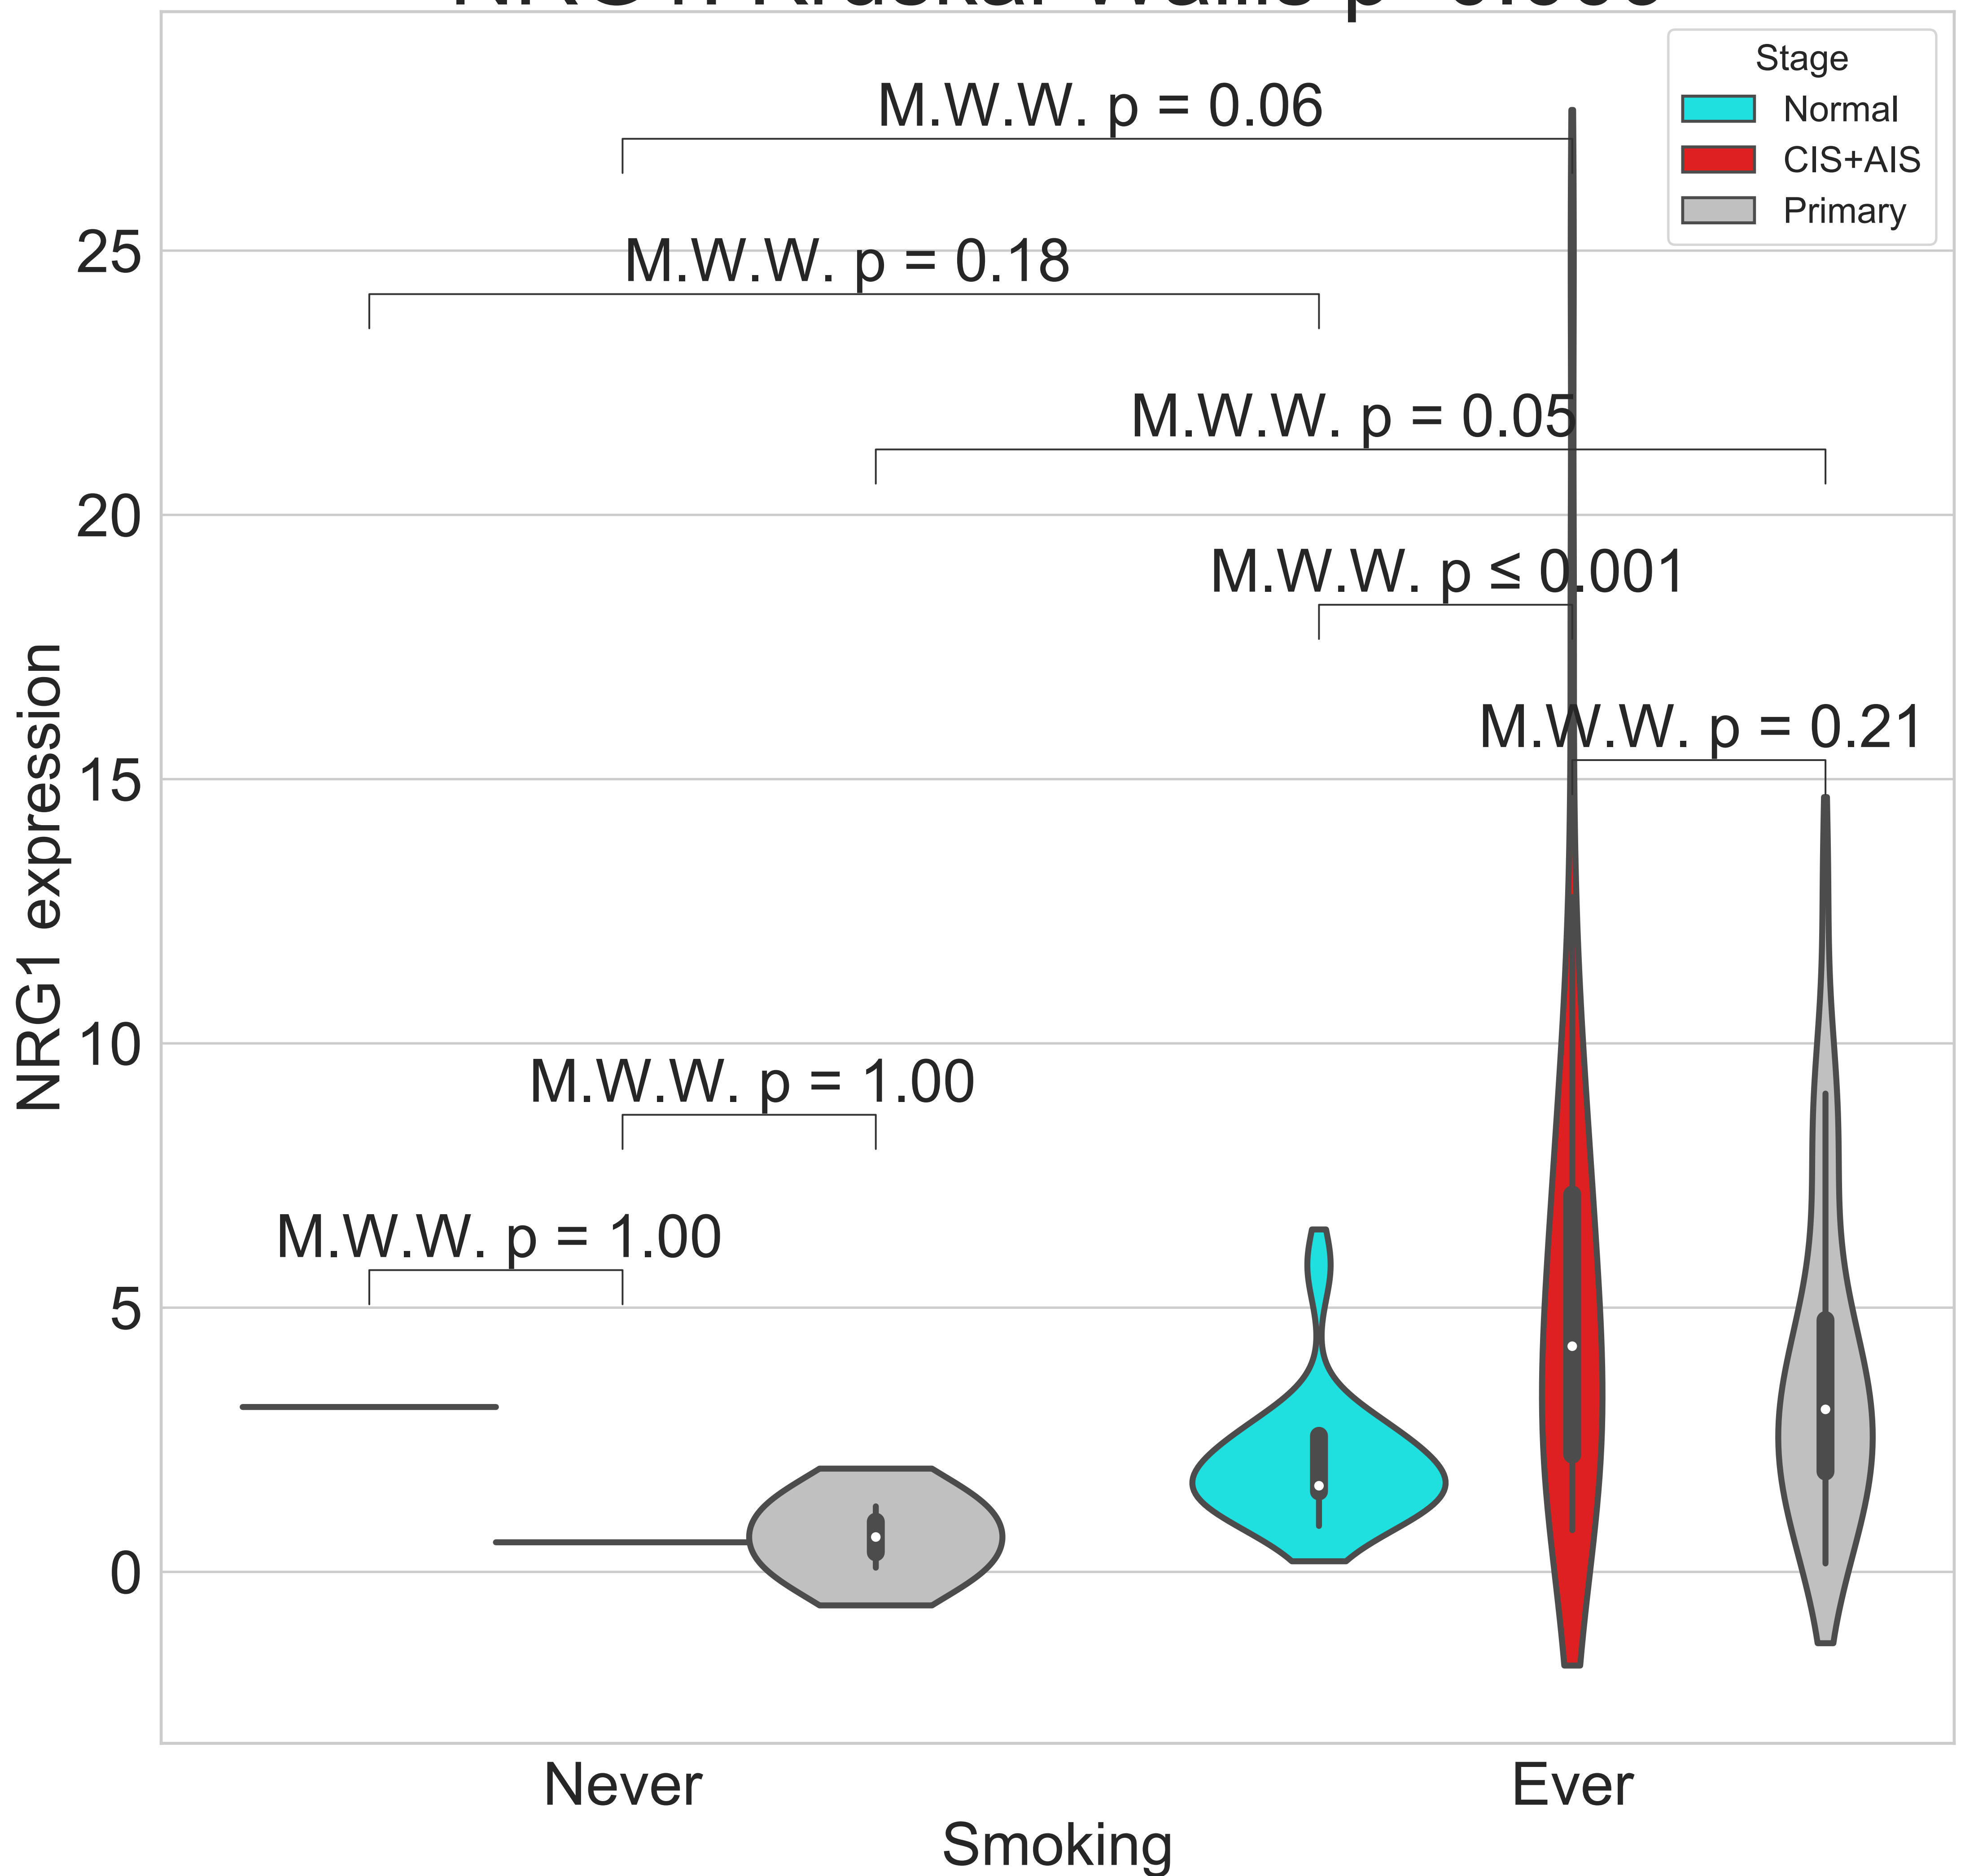 Stage
Normal
CIS+AIS
Primary
M.W.W. p = 0.06
25
M.W.W. p = 0.18
M.W.W. p = 0.05
20
M.W.W. p ≤ 0.001
M.W.W. p = 0.21
15
NRG1 expression
10
M.W.W. p = 1.00
M.W.W. p = 1.00
5
0
Never
Ever
Smoking